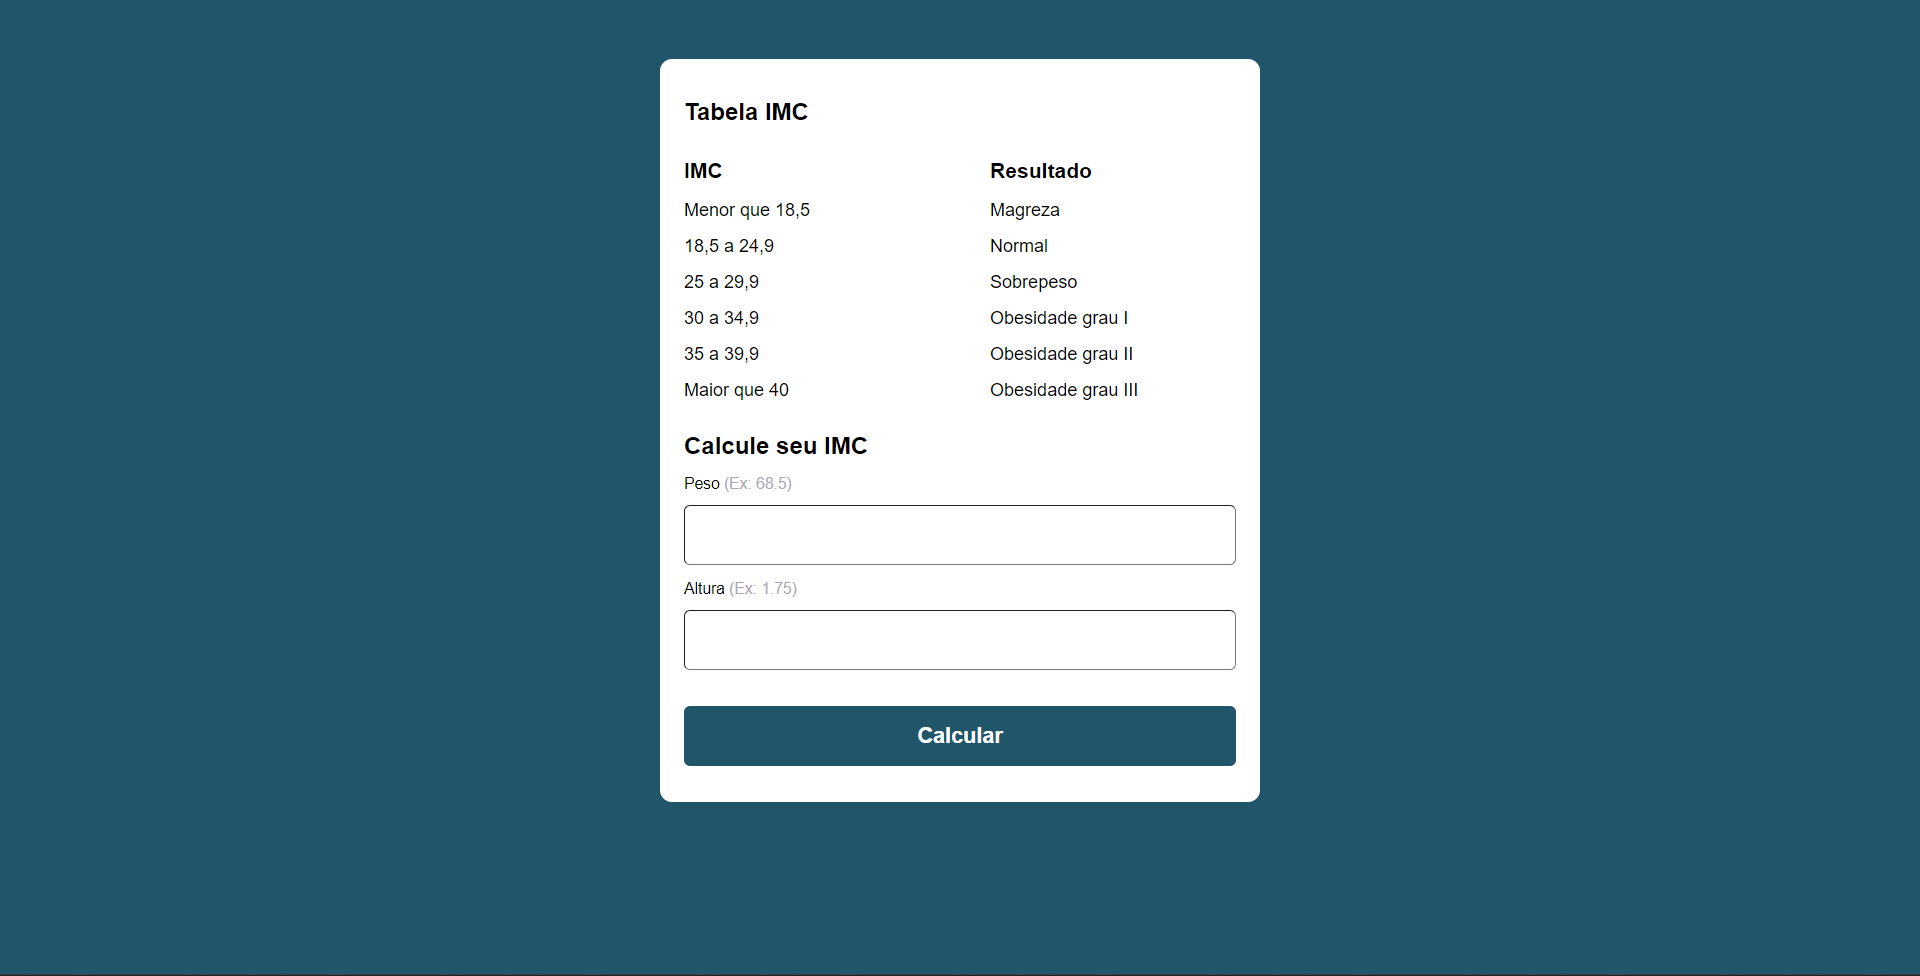 Tabela IMC
IMC Resultado
Menor que 18,5 Magreza
18,5 a 24,9 Normal
25 a 29,9 Sobrepeso
30 a 34,9 Obesidade grau I
35 a 39,9 Obesidade grau II
Maior que 40 Obesidade grau III
Calcule seu IMC
Peso (Ex: 68.5)
Altura (Ex: 1.75)
Calcular